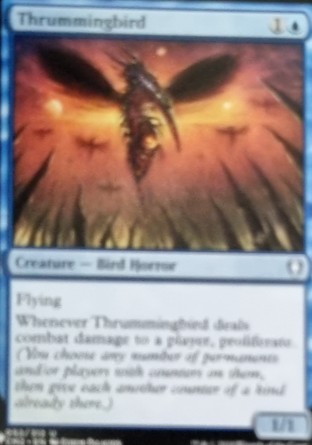 Thrummingbird 1
Creature — Bird Horror
Flying
Whenever Thrummingbird deals
combat damage to a player, proliferate.
(You choose any number of permanents
and/or players with counters on them,
then give each another counter of a kind
already there.)
1/1